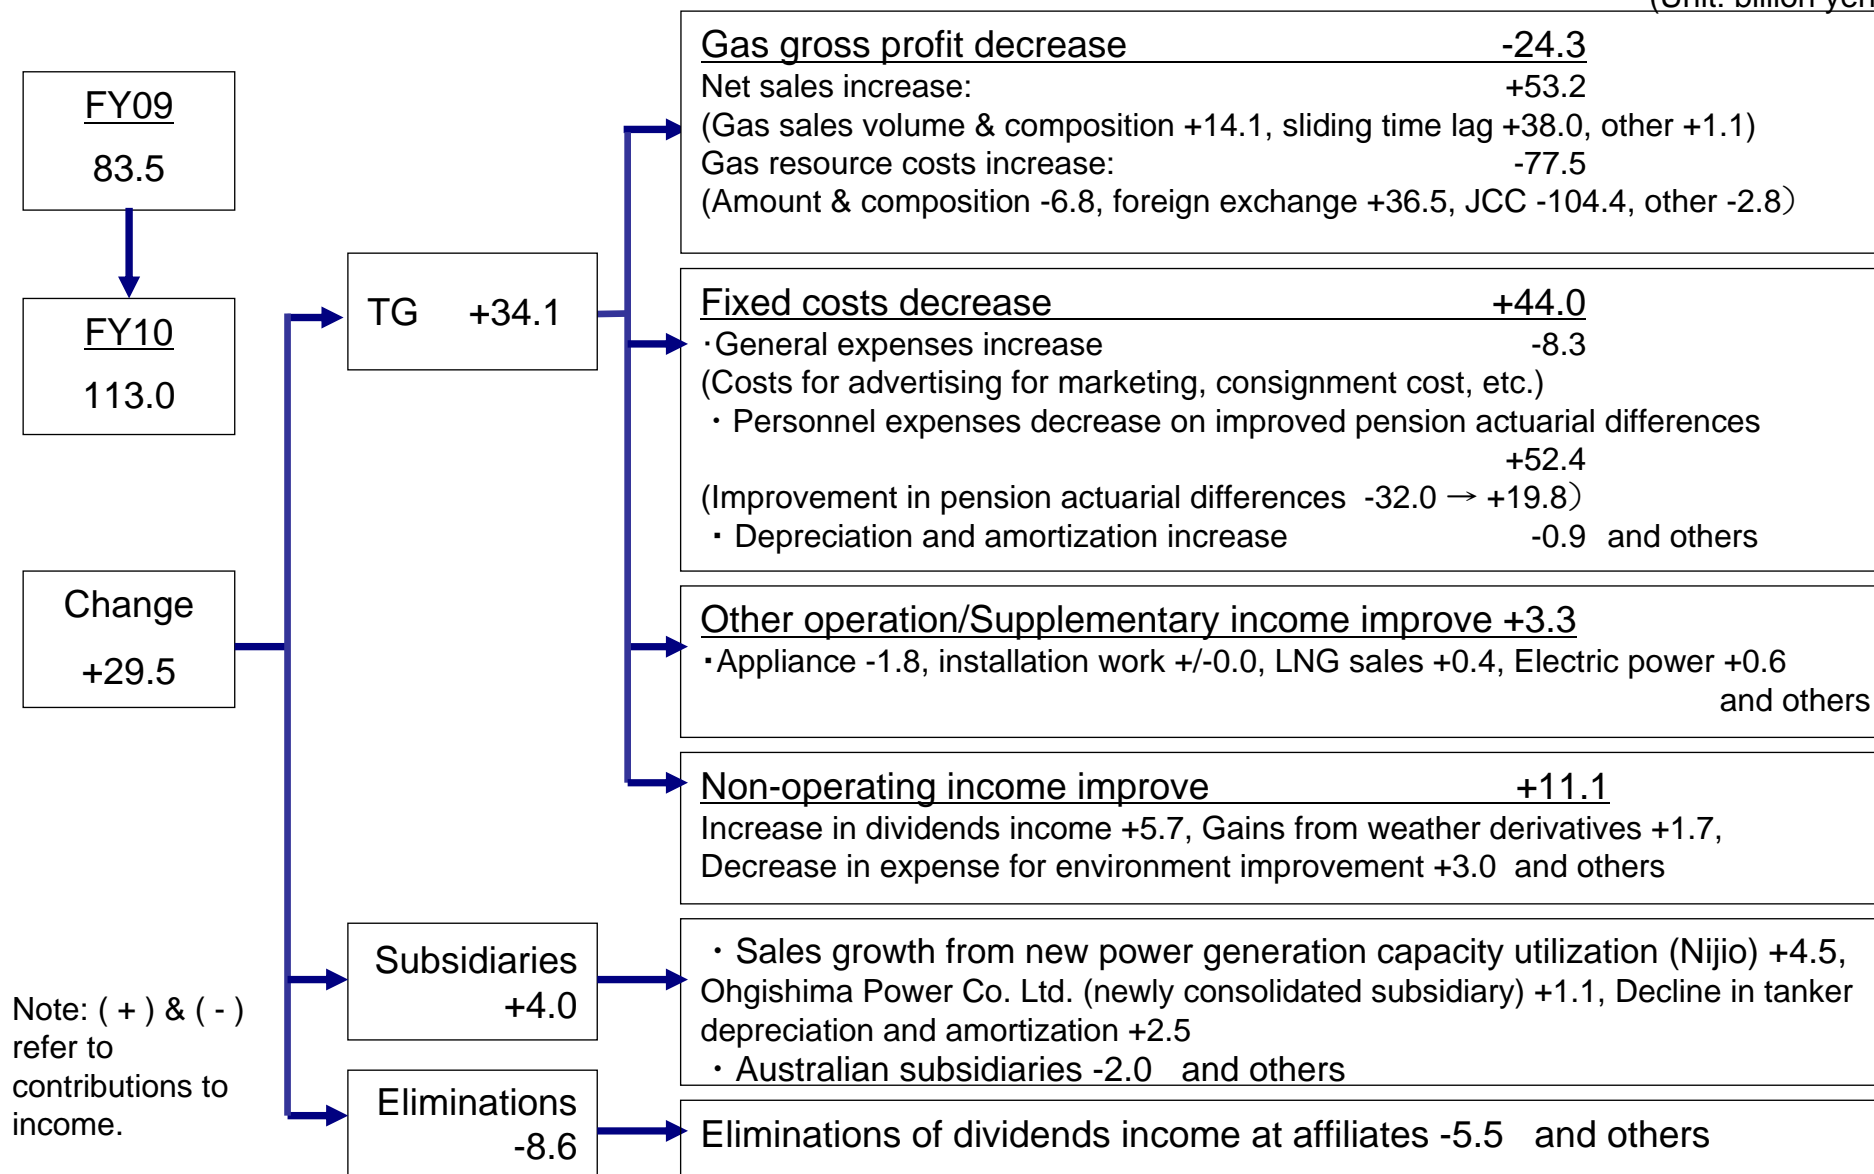 (Unit: billion yen
FY09
83.5
FY10
113.0
Change
+29.5
Note: ( + ) & ( - )
refer to
contributions to
income.
TG +34.1
Subsidiaries
+4.0
Eliminations
-8.6
Gas gross profit decrease -24.3
Net sales increase: +53.2
(Gas sales volume & composition +14.1, sliding time lag +38.0, other +1.1)
Gas resource costs increase: -77.5
(Amount & composition -6.8, foreign exchange +36.5, JCC -104.4, other -2.8）
Fixed costs decrease +44.0
・General expenses increase -8.3
(Costs for advertising for marketing, consignment cost, etc.)
・Personnel expenses decrease on improved pension actuarial differences
+52.4
(Improvement in pension actuarial differences -32.0 → +19.8）
・Depreciation and amortization increase -0.9 and others
Other operation/Supplementary income improve +3.3
・Appliance -1.8, installation work +/-0.0, LNG sales +0.4, Electric power +0.6
and others
Non-operating income improve +11.1
Increase in dividends income +5.7, Gains from weather derivatives +1.7,
Decrease in expense for environment improvement +3.0 and others
・Sales growth from new power generation capacity utilization (Nijio) +4.5,
Ohgishima Power Co. Ltd. (newly consolidated subsidiary) +1.1, Decline in tanker
depreciation and amortization +2.5
・Australian subsidiaries -2.0 and others
Eliminations of dividends income at affiliates -5.5 and others